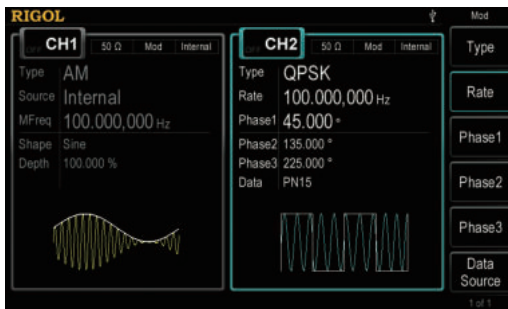 RIGOL
Mod
OFF CH1 50 Ω Mod Internal
Type AM
Source Internal
MFreq 100.000,000 Hz
Shape Sine
Depth 100.000 %
OFF CH2 50 Ω Mod Internal
Type QPSK
Rate 100.000,000 Hz
Phase1 45.000 °
Phase2 135.000 °
Phase3 225.000 °
Data PN15
Type
Rate
Phase1
Phase2
Phase3
Data
Source
1 of 1